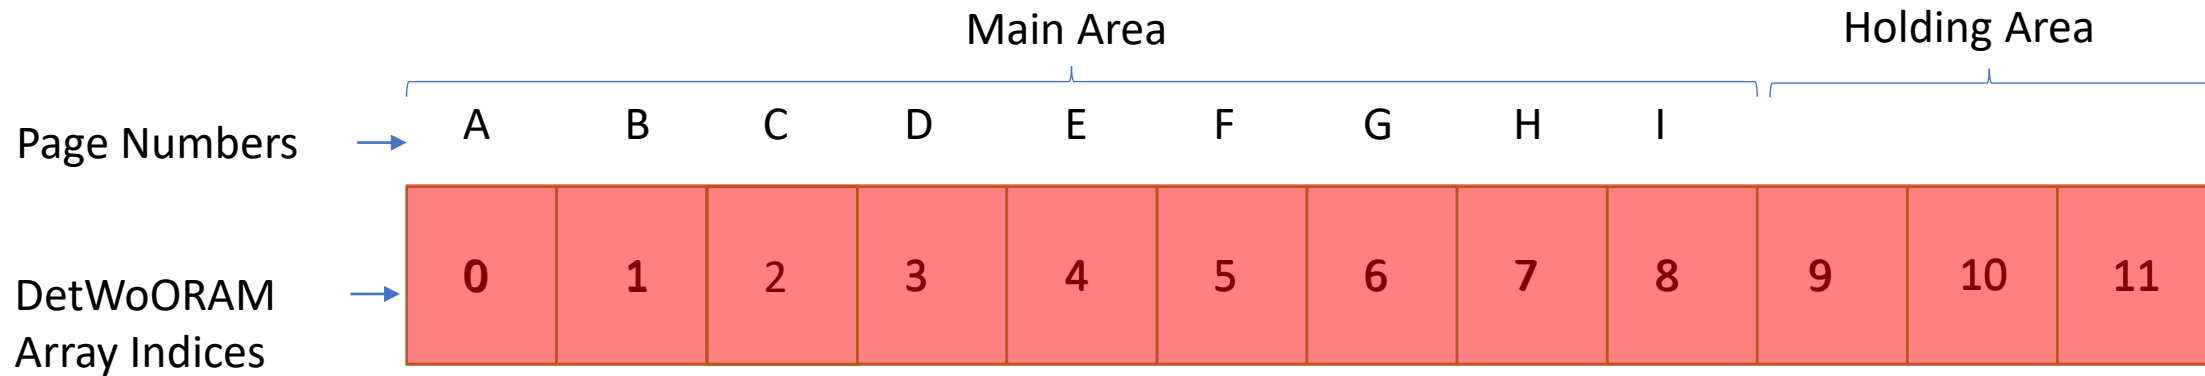 Main Area
Holding Area
Page Numbers
A B C D E F G H I
DetWoORAM
Array Indices
0 1 2 3 4 5 6 7 8 9 10 11